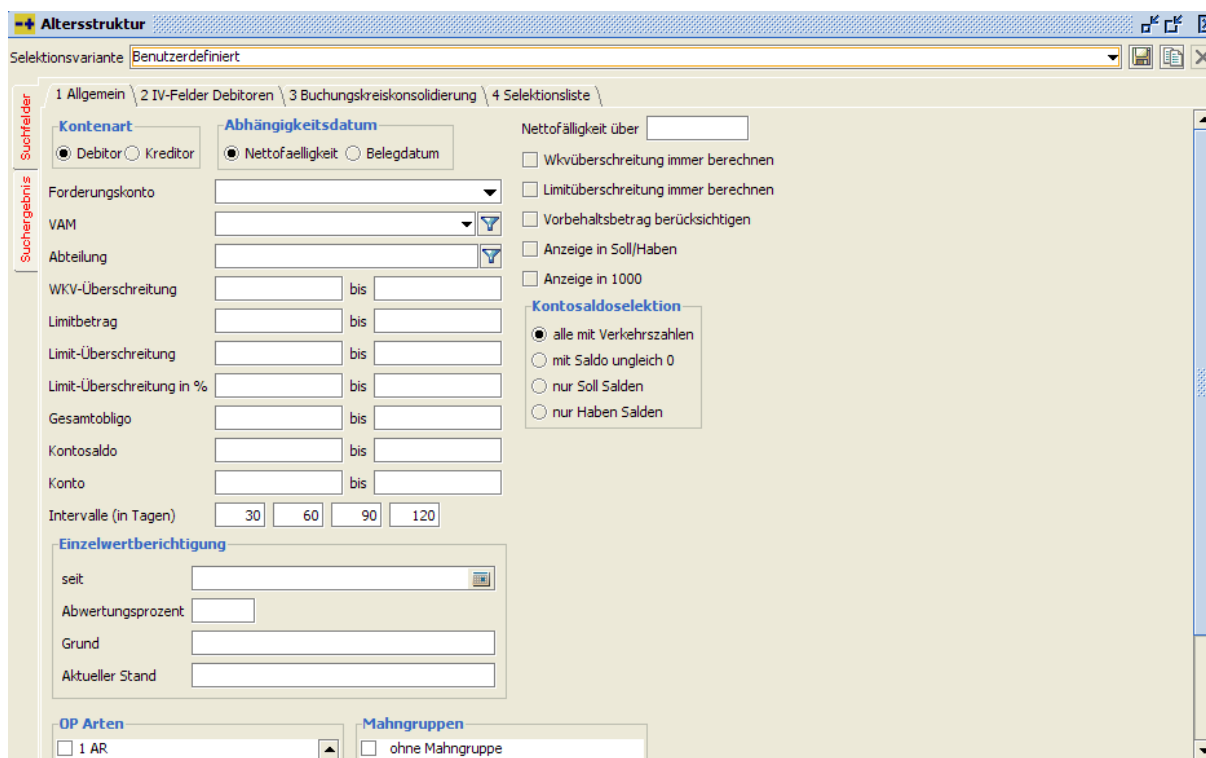 Altersstruktur
Selektionsvariante Benutzerdefiniert
Suchfelder
Suchergebnis
1 Allgemein \ 2 IV-Felder Debitoren \ 3 Buchungskreiskonsolidierung \ 4 Selektionsliste \
Kontenart
Debitor Kreditor
Abhängigkeitsdatum
Nettofaelligkeit Belegdatum
Forderungskonto
VAM
Abteilung
WKV-Überschreitung bis
Limitbetrag bis
Limit-Überschreitung bis
Limit-Überschreitung in % bis
Gesamtobligo bis
Kontosaldo bis
Konto bis
Intervalle (in Tagen) 30 60 90 120
Nettofälligkeit über
Wkvüberschreitung immer berechnen
Limitüberschreitung immer berechnen
Vorbehaltsbetrag berücksichtigen
Anzeige in Soll/Haben
Anzeige in 1000
Kontosaldoselektion
alle mit Verkehrszahlen
mit Saldo ungleich 0
nur Soll Salden
nur Haben Salden
Einzelwertberichtigung
seit
Abwertungsprozent
Grund
Aktueller Stand
OP Arten
1 AR
Mahngruppen
ohne Mahngruppe